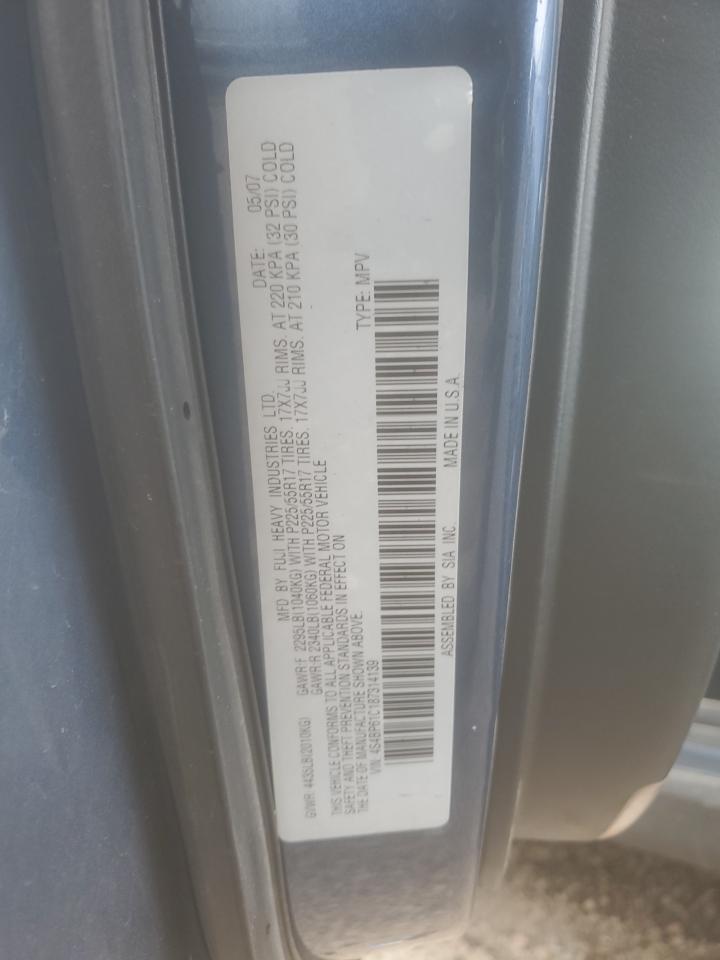 MFD BY FUJI HEAVY INDUSTRIES LTD. DATE: 05/07
GVWR: 4435LB(2010KG) GAWR:F 2295LB(1040KG) WITH P225/55R17 TIRES. 17X7JJ RIMS. AT 220 KPA (32 PSI) COLD
GAWR:R 2340LB(1060KG) WITH P225/55R17 TIRES. 17X7JJ RIMS. AT 210 KPA (30 PSI) COLD
THIS VEHICLE CONFORMS TO ALL APPLICABLE FEDERAL MOTOR VEHICLE
SAFETY AND THEFT PREVENTION STANDARDS IN EFFECT ON
THE DATE OF MANUFACTURE SHOWN ABOVE.
VIN: 4S4BP61C187314139 TYPE: MPV
ASSEMBLED BY SIA INC. MADE IN U.S.A.